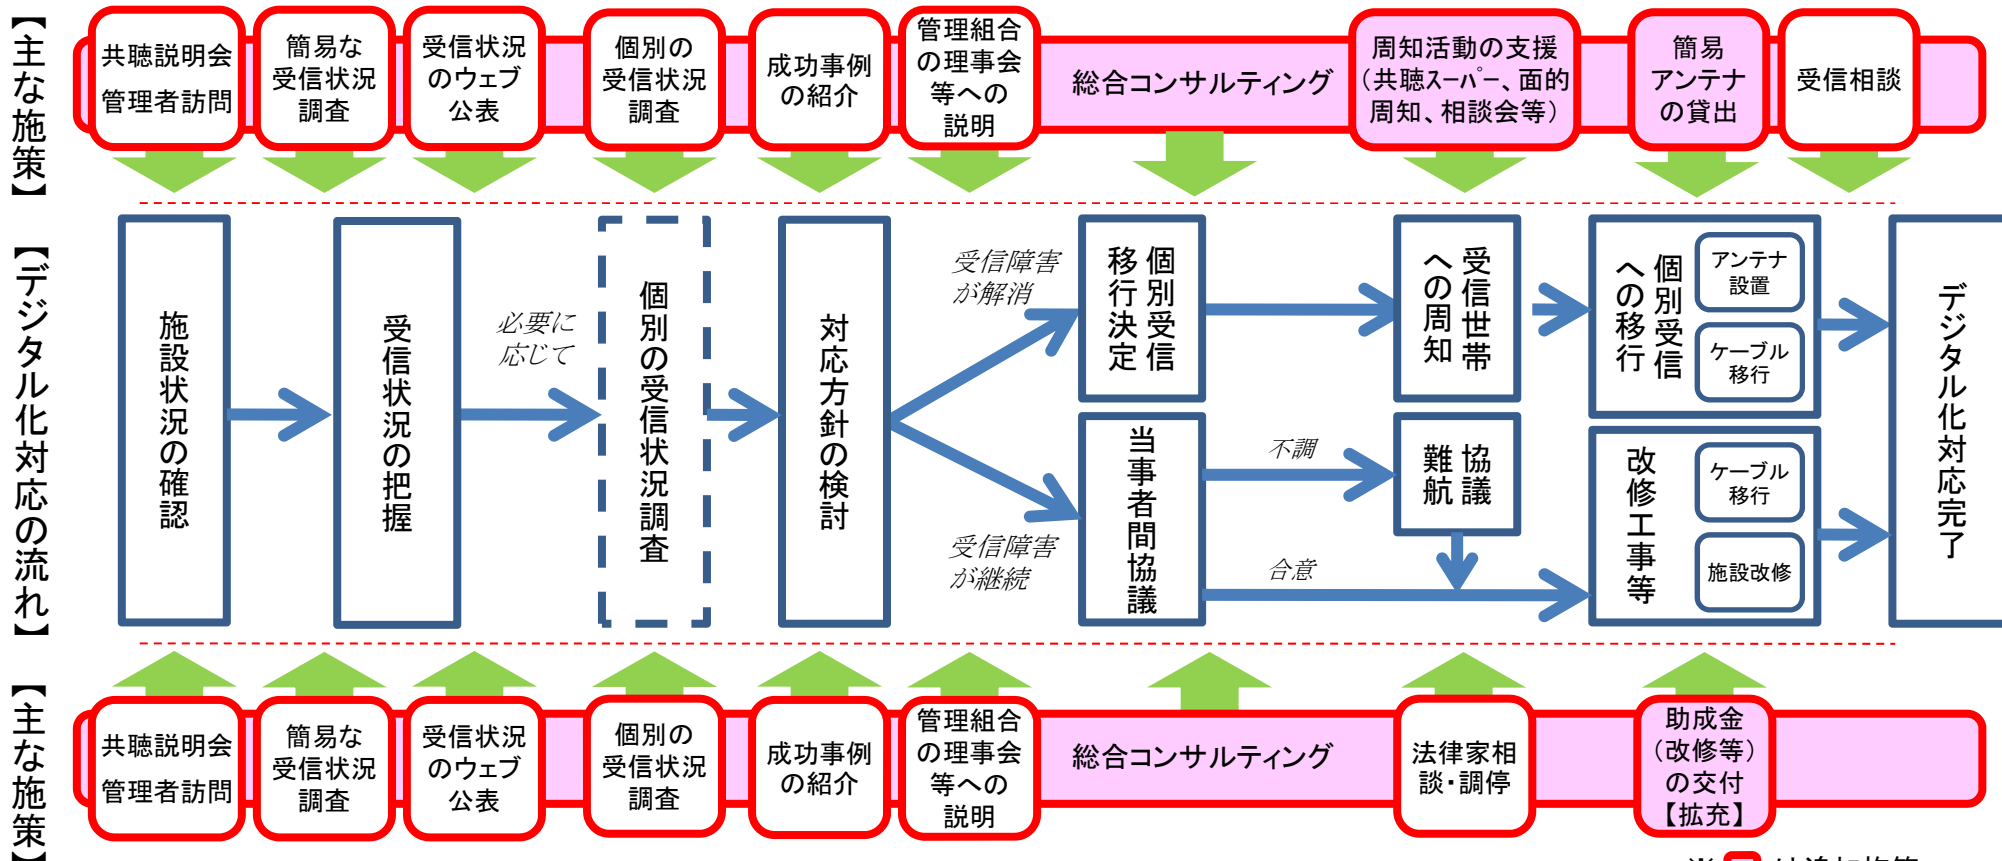 【主な施策】
共聴説明会
管理者訪問
簡易な
受信状況
調査
受信状況
のウェブ
公表
個別の
受信状況
調査
成功事例
の紹介
管理組合
の理事会
等への
説明
総合コンサルティング
周知活動の支援
（共聴スーパー、面的
周知、相談会等）
簡易
アンテナ
の貸出
受信相談
【デジタル化対応の流れ】
施設状況の確認
受信状況の把握
必要に
応じて
個別の受信状況調査
対応方針の検討
受信障害
が解消
個別受信
移行決定
受信世帯
への周知
個別受信
への移行
アンテナ
設置
ケーブル
移行
受信障害
が継続
当事者間協議
不調
協議
難航
合意
改修工事等
ケーブル
移行
施設改修
デジタル化対応完了
【主な施策】
共聴説明会
管理者訪問
簡易な
受信状況
調査
受信状況
のウェブ
公表
個別の
受信状況
調査
成功事例
の紹介
管理組合
の理事会
等への
説明
総合コンサルティング
法律家相
談・調停
助成金
（改修等）
の交付
【拡充】